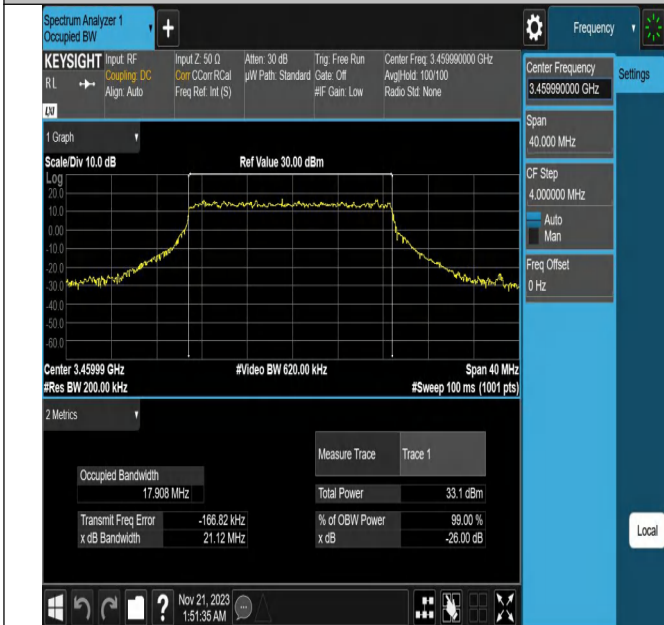 Spectrum Analyzer 1
Occupied BW
+
Frequency
KEYSIGHT
RL
LXI
Input: RF
Coupling: DC
Align: Auto
Input Z: 50 Ω
Corr CCorr RCal
Freq Ref: Int (S)
Atten: 30 dB
µW Path: Standard
Trig: Free Run
Gate: Off
#IF Gain: Low
Center Freq: 3.459990000 GHz
Avg|Hold: 100/100
Radio Std: None
Center Frequency
3.459990000 GHz
Settings
Span
40.000 MHz
CF Step
4.000000 MHz
Auto
Man
Freq Offset
0 Hz
Local
1 Graph
Scale/Div 10.0 dB
Ref Value 30.00 dBm
Log
20.0
10.0
0.00
-10.0
-20.0
-30.0
-40.0
-50.0
-60.0
Center 3.45999 GHz
#Video BW 620.00 kHz
Span 40 MHz
#Res BW 200.00 kHz
#Sweep 100 ms (1001 pts)
2 Metrics
Measure Trace
Trace 1
Occupied Bandwidth
17.908 MHz
Total Power
33.1 dBm
Transmit Freq Error
-166.82 kHz
% of OBW Power
99.00 %
x dB Bandwidth
21.12 MHz
x dB
-26.00 dB
?
Nov 21, 2023
1:51:35 AM